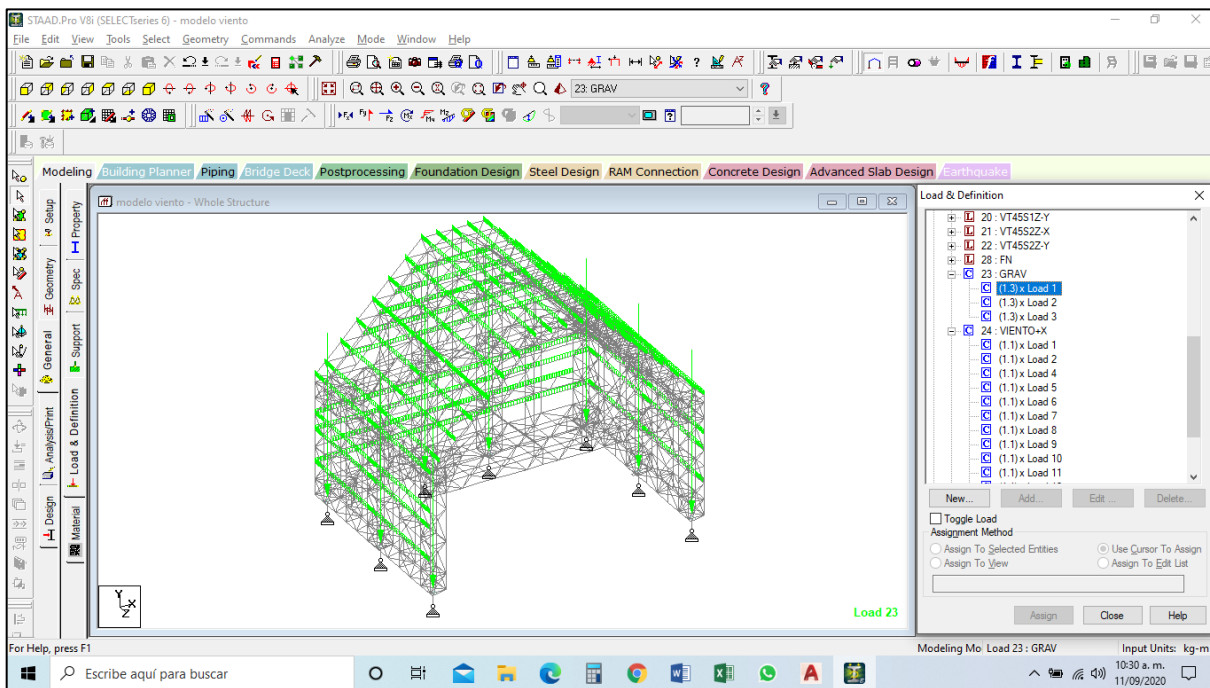 STAAD.Pro V8i (SELECTseries 6) - modelo viento
File Edit View Tools Select Geometry Commands Analyze Mode Window Help
23: GRAV
Modeling Building Planner Piping Bridge Deck Postprocessing Foundation Design Steel Design RAM Connection Concrete Design Advanced Slab Design Earthquake
Setup
Geometry
General
Analysis/Print
Design
Property
Spec
Support
Load & Definition
Material
modelo viento - Whole Structure
Y
X
Z
Load 23
Load & Definition
20 : VT45S1Z-Y
21 : VT45S2Z-X
22 : VT45S2Z-Y
28 : FN
23 : GRAV
(1.3) x Load 1
(1.3) x Load 2
(1.3) x Load 3
24 : VIENTO+X
(1.1) x Load 1
(1.1) x Load 2
(1.1) x Load 4
(1.1) x Load 5
(1.1) x Load 6
(1.1) x Load 7
(1.1) x Load 8
(1.1) x Load 9
(1.1) x Load 10
(1.1) x Load 11
New... Add... Edit ... Delete...
Toggle Load
Assignment Method
Assign To Selected Entities Use Cursor To Assign
Assign To View Assign To Edit List
Assign Close Help
For Help, press F1 Modeling Mo Load 23 : GRAV Input Units: kg-m
Escribe aquí para buscar
10:30 a. m.
11/09/2020